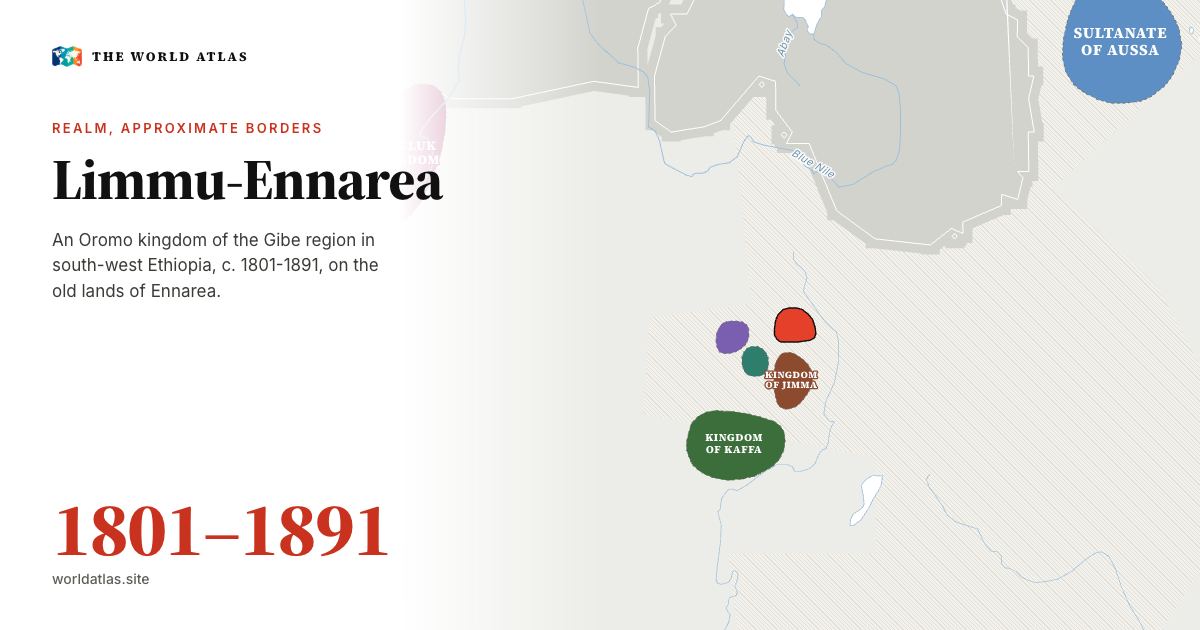 THE WORLD ATLAS
REALM, APPROXIMATE BORDERS
Limmu-Ennarea
An Oromo kingdom of the Gibe region in
south-west Ethiopia, c. 1801-1891, on the
old lands of Ennarea.
1801–1891
worldatlas.site
Abay
Blue Nile
SULTANATE
OF AUSSA
KINGDOM
OF JIMMA
KINGDOM
OF KAFFA